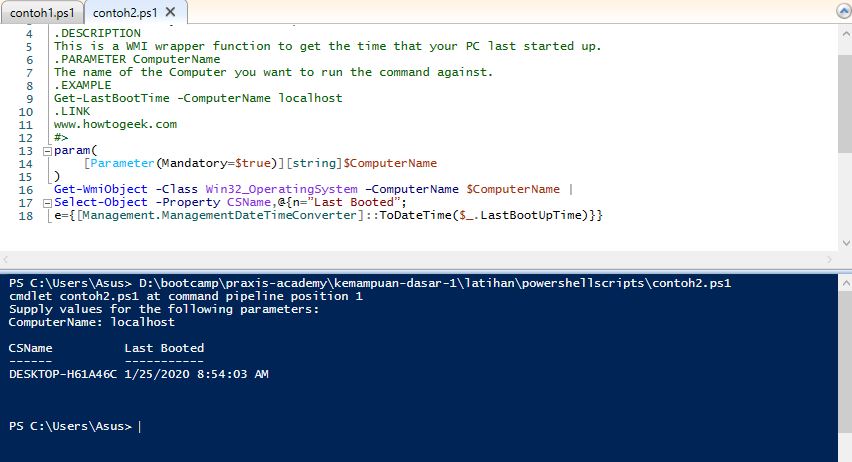 contoh1.ps1 contoh2.ps1 X
4 .DESCRIPTION
5 This is a WMI wrapper function to get the time that your PC last started up.
6 .PARAMETER ComputerName
7 The name of the Computer you want to run the command against.
8 .EXAMPLE
9 Get-LastBootTime -ComputerName localhost
10 .LINK
11 www.howtogeek.com
12 #>
13 param(
14 [Parameter(Mandatory=$true)][string]$ComputerName
15 )
16 Get-WmiObject -Class Win32_OperatingSystem -ComputerName $ComputerName |
17 Select-Object -Property CSName,@{n="Last Booted";
18 e={[Management.ManagementDateTimeConverter]::ToDateTime($_.LastBootUpTime)}}
PS C:\Users\Asus> D:\bootcamp\praxis-academy\kemampuan-dasar-1\latihan\powershellscripts\contoh2.ps1
cmdlet contoh2.ps1 at command pipeline position 1
Supply values for the following parameters:
ComputerName: localhost
CSName Last Booted
------ -----------
DESKTOP-H61A46C 1/25/2020 8:54:03 AM
PS C:\Users\Asus>